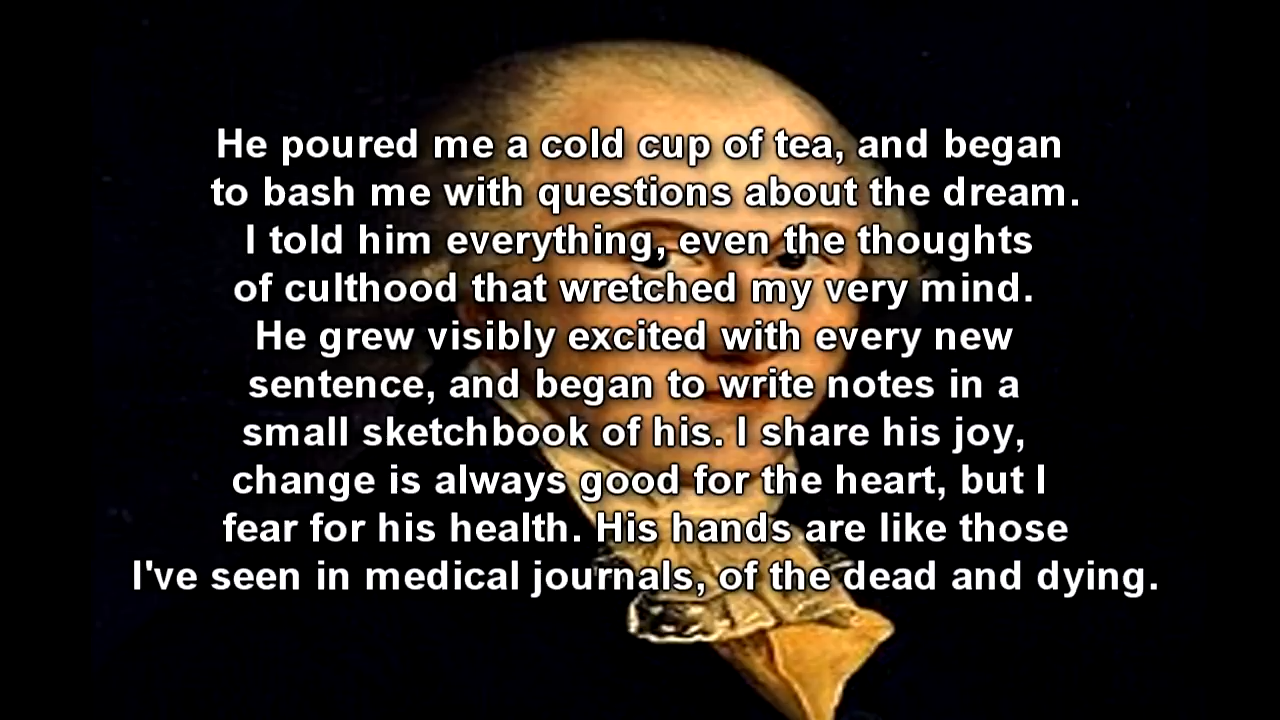 He poured me a cold cup of tea, and began
to bash me with questions about the dream.
I told him everything, even the thoughts
of culthood that wretched my very mind.
He grew visibly excited with every new
sentence, and began to write notes in a
small sketchbook of his. I share his joy,
change is always good for the heart, but I
fear for his health. His hands are like those
I've seen in medical journals, of the dead and dying.